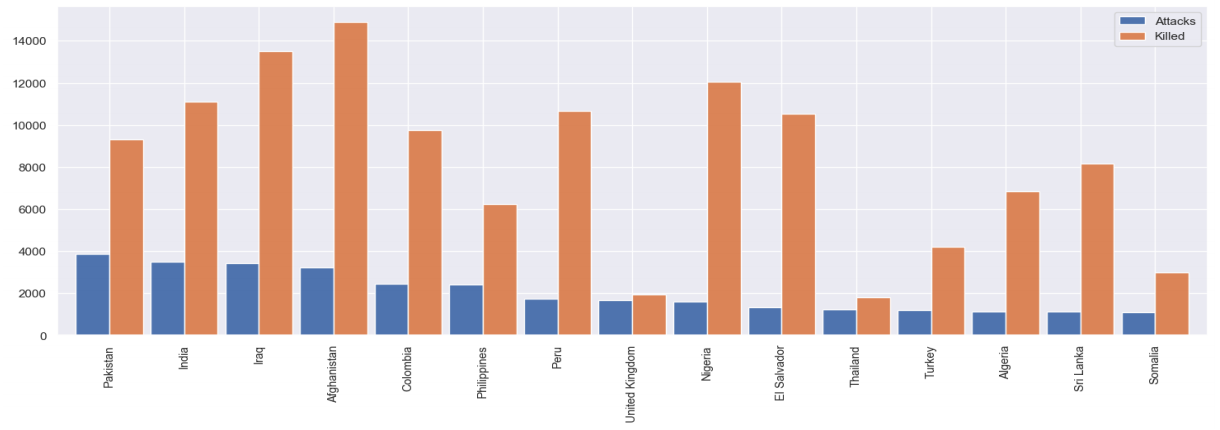 Attacks
Killed
14000
12000
10000
8000
6000
4000
2000
0
Pakistan
India
Iraq
Afghanistan
Colombia
Philippines
Peru
United Kingdom
Nigeria
El Salvador
Thailand
Turkey
Algeria
Sri Lanka
Somalia